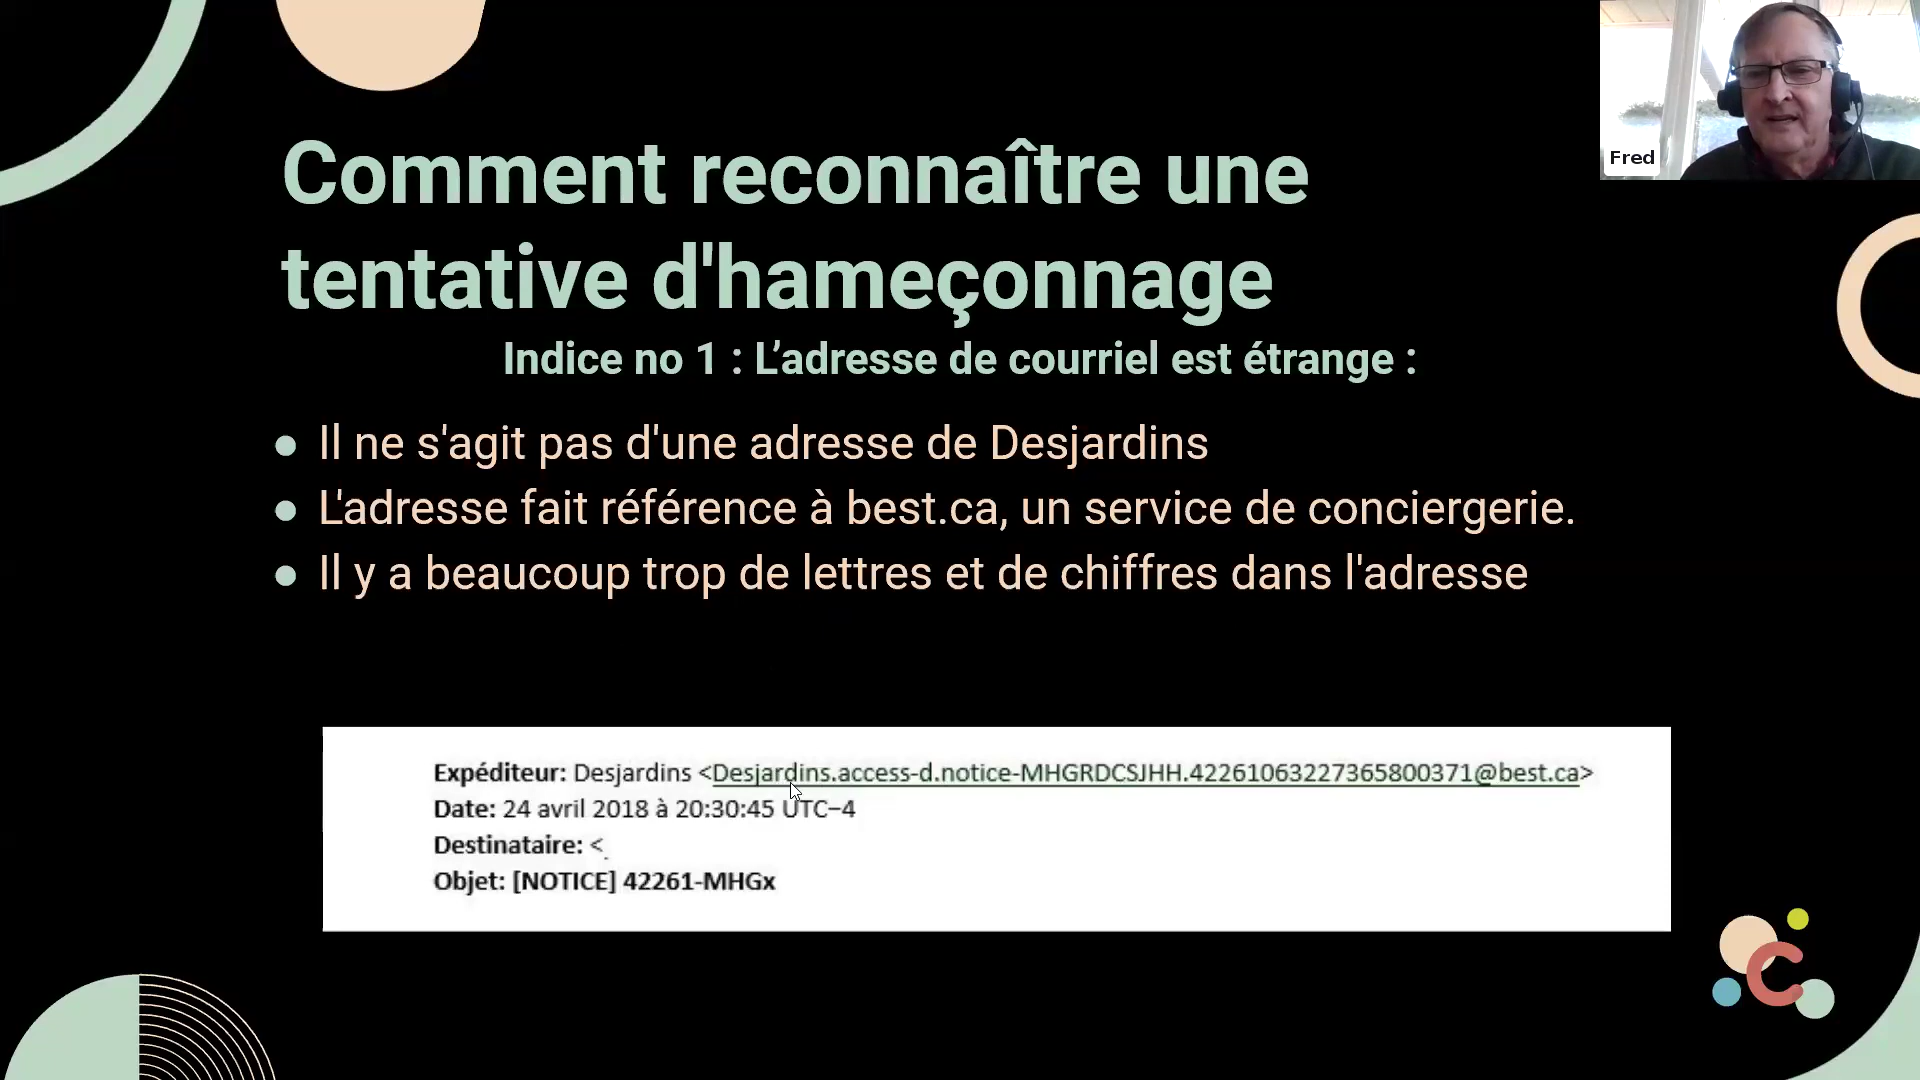 Fred
Comment reconnaître une
tentative d'hameçonnage
Indice no 1 : L’adresse de courriel est étrange :
● Il ne s'agit pas d'une adresse de Desjardins
● L'adresse fait référence à best.ca, un service de conciergerie.
● Il y a beaucoup trop de lettres et de chiffres dans l'adresse
Expéditeur: Desjardins <Desjardins.access-d.notice-MHGRDCSJHH.42261063227365800371@best.ca>
Date: 24 avril 2018 à 20:30:45 UTC−4
Destinataire: <
Objet: [NOTICE] 42261-MHGx